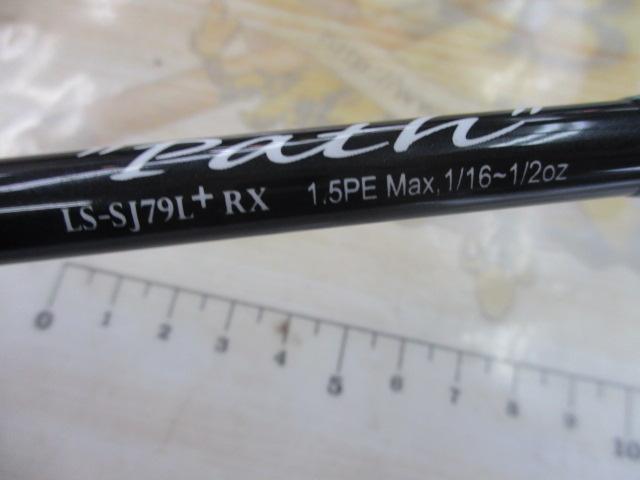 "Path"
LS-SJ79L+ RX 1.5PE Max,1/16~1/2oz
0 1 2 3 4 5 6 7 8 9 10